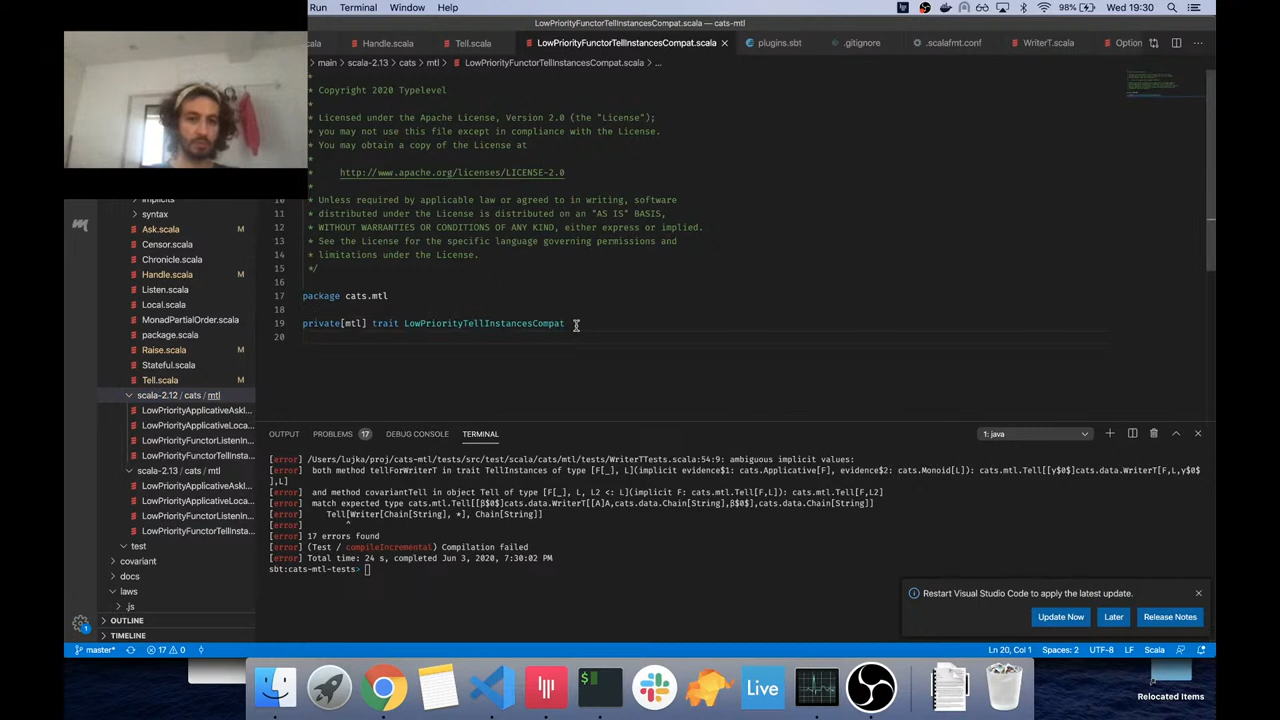 Run Terminal Window Help
98% Wed 19:30
LowPriorityFunctorTellInstancesCompat.scala — cats-mtl
cala Handle.scala Tell.scala LowPriorityFunctorTellInstancesCompat.scala plugins.sbt .gitignore .scalafmt.conf WriterT.scala Option
main › scala-2.13 › cats › mtl › LowPriorityFunctorTellInstancesCompat.scala › ...
*
* Copyright 2020 Typelevel
*
* Licensed under the Apache License, Version 2.0 (the "License");
* you may not use this file except in compliance with the License.
* You may obtain a copy of the License at
*
* http://www.apache.org/licenses/LICENSE-2.0
*
10 * Unless required by applicable law or agreed to in writing, software
11 * distributed under the License is distributed on an "AS IS" BASIS,
12 * WITHOUT WARRANTIES OR CONDITIONS OF ANY KIND, either express or implied.
13 * See the License for the specific language governing permissions and
14 * limitations under the License.
15 */
16
17 package cats.mtl
18
19 private[mtl] trait LowPriorityTellInstancesCompat
20
implicits
syntax
Ask.scala M
Censor.scala
Chronicle.scala
Handle.scala M
Listen.scala
Local.scala
MonadPartialOrder.scala
package.scala
Raise.scala M
Stateful.scala
Tell.scala M
scala-2.12 / cats / mtl
LowPriorityApplicativeAskI...
LowPriorityApplicativeLoca...
LowPriorityFunctorListenIn...
LowPriorityFunctorTellInsta...
scala-2.13 / cats / mtl
LowPriorityApplicativeAskI...
LowPriorityApplicativeLoca...
LowPriorityFunctorListenIn...
LowPriorityFunctorTellInsta...
test
covariant
docs
laws
.js
OUTLINE
TIMELINE
OUTPUT PROBLEMS 17 DEBUG CONSOLE TERMINAL 1: java
[error] /Users/lujka/proj/cats-mtl/tests/src/test/scala/cats/mtl/tests/WriterTTests.scala:54:9: ambiguous implicit values:
[error] both method tellForWriterT in trait TellInstances of type [F[_], L](implicit evidence$1: cats.Applicative[F], evidence$2: cats.Monoid[L]): cats.mtl.Tell[[y$0$]cats.data.WriterT[F,L,y$0$
],L]
[error] and method covariantTell in object Tell of type [F[_], L, L2 <: L](implicit F: cats.mtl.Tell[F,L]): cats.mtl.Tell[F,L2]
[error] match expected type cats.mtl.Tell[[β$0$]cats.data.WriterT[[A]A,cats.data.Chain[String],β$0$],cats.data.Chain[String]]
[error] Tell[Writer[Chain[String], *], Chain[String]]
[error] ^
[error] 17 errors found
[error] (Test / compileIncremental) Compilation failed
[error] Total time: 24 s, completed Jun 3, 2020, 7:30:02 PM
sbt:cats-mtl-tests>
Restart Visual Studio Code to apply the latest update.
Update Now Later Release Notes
1
master* 17 0 Ln 20, Col 1 Spaces: 2 UTF-8 LF Scala
Live
Relocated Items